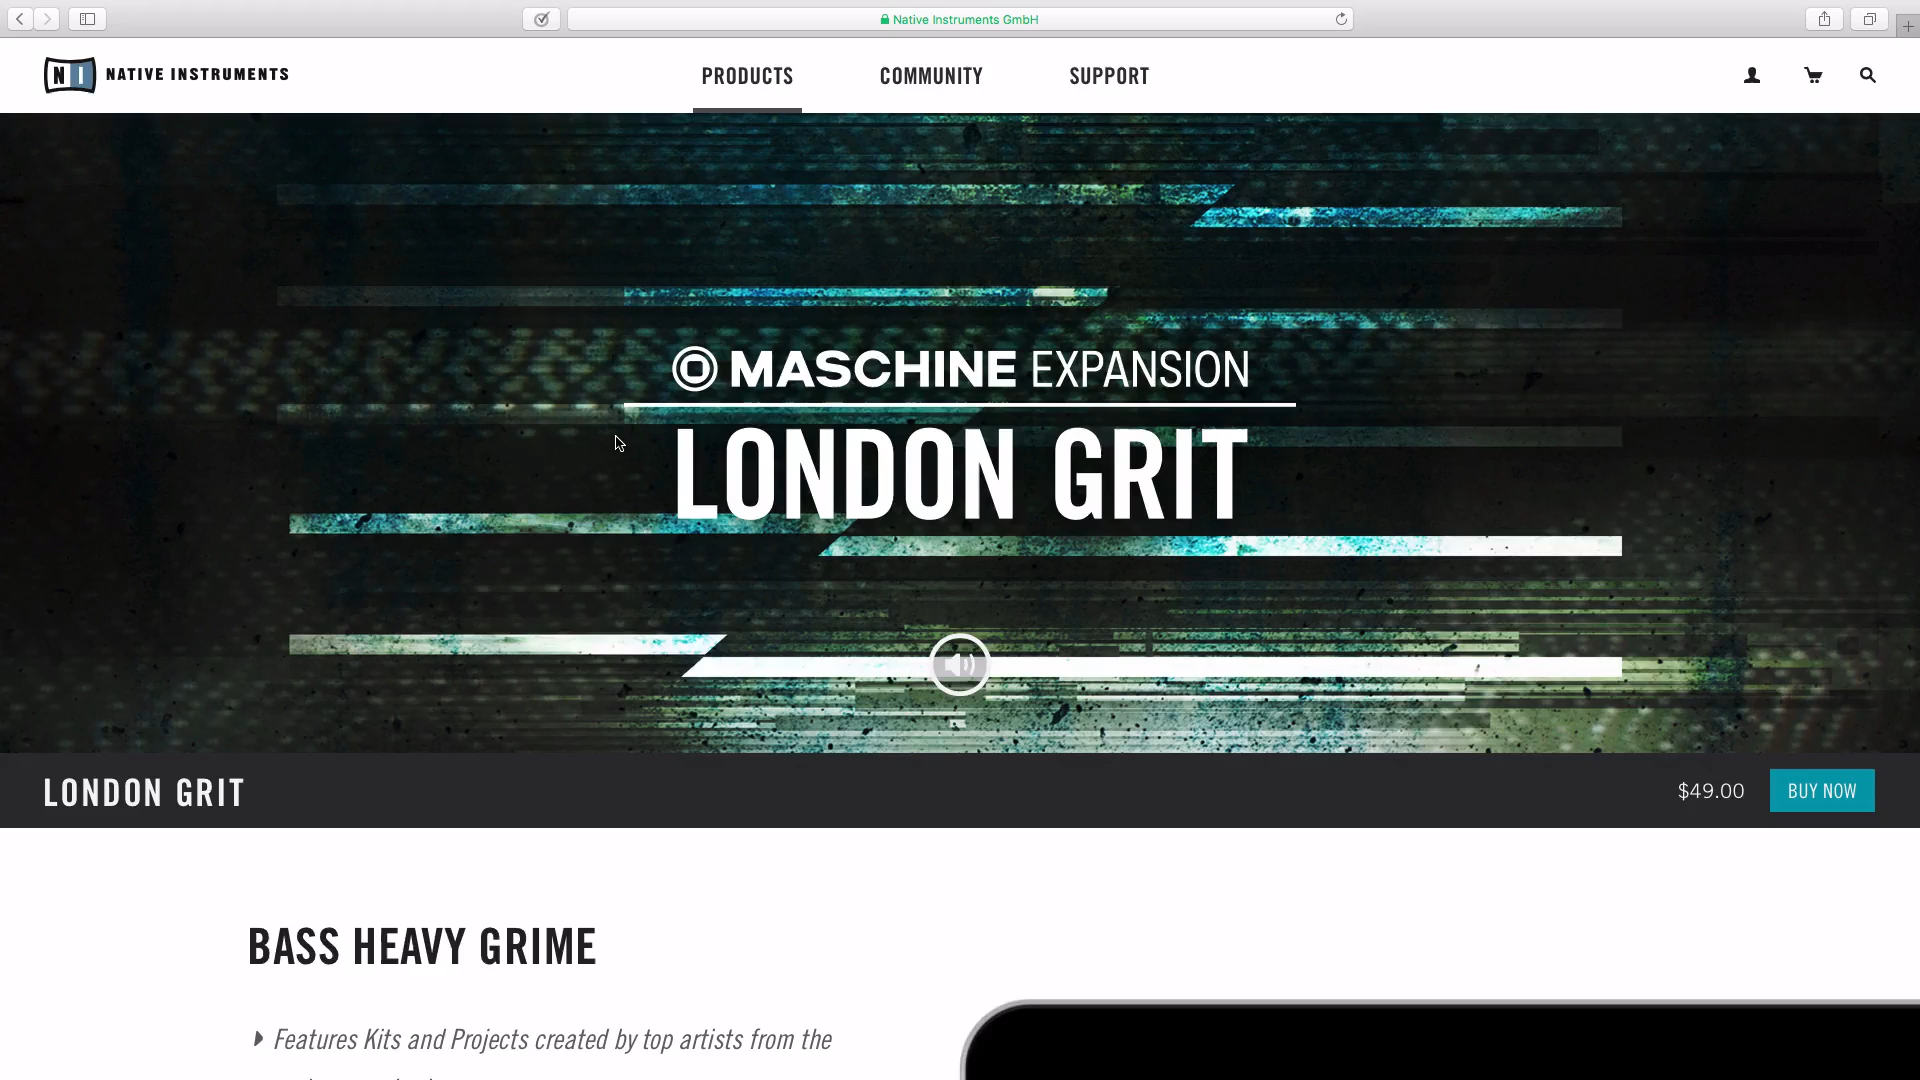 Native Instruments GmbH
NI NATIVE INSTRUMENTS
PRODUCTS
COMMUNITY
SUPPORT
MASCHINE EXPANSION
LONDON GRIT
LONDON GRIT
$49.00
BUY NOW
BASS HEAVY GRIME
Features Kits and Projects created by top artists from the